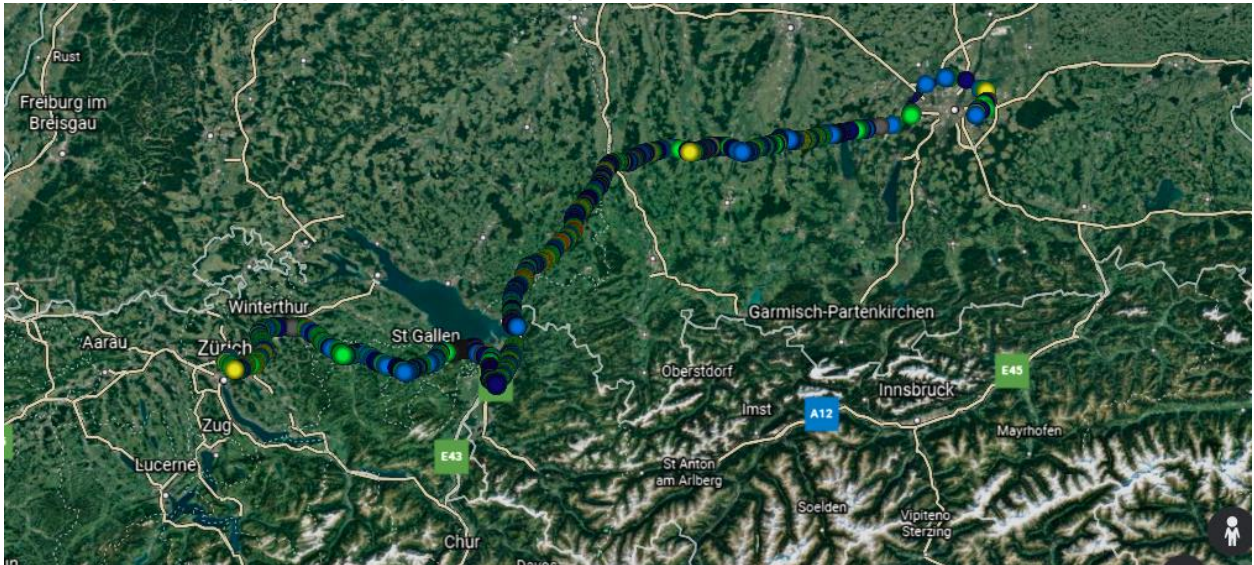 Rust
Freiburg im
Breisgau
Winterthur
Aarau
Zürich
St Gallen
Zug
Lucerne
E43
Chur
Garmisch-Partenkirchen
Oberstdorf
Imst
A12
Innsbruck
E45
Mayrhofen
St Anton
am Arlberg
Soelden
Vipiteno
Sterzing